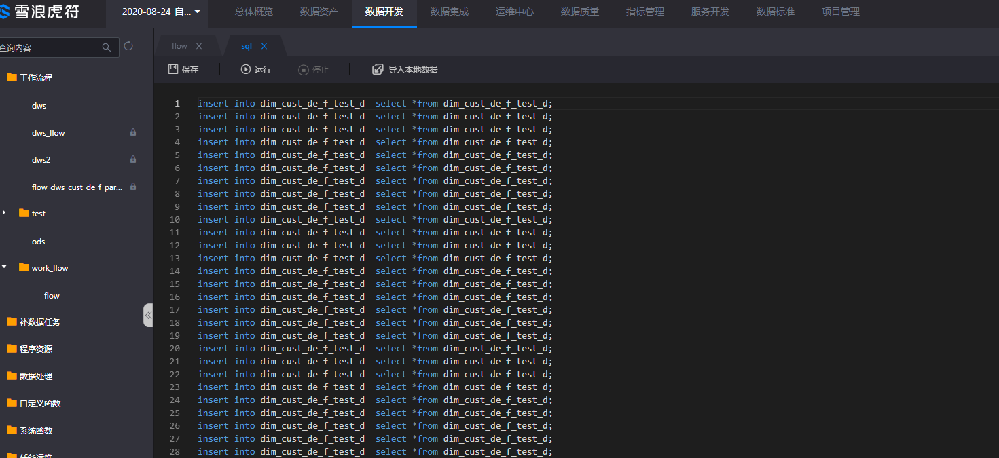 雪浪虎符
2020-08-24_自...
总体概览
数据资产
数据开发
数据集成
运维中心
数据质量
指标管理
服务开发
数据标准
项目管理
查询内容
flow
sql
保存
运行
停止
导入本地数据
工作流程
dws
dws_flow
dws2
flow_dws_cust_de_f_par...
test
ods
work_flow
flow
补数据任务
程序资源
数据处理
自定义函数
系统函数
任务运维
1 insert into dim_cust_de_f_test_d  select *from dim_cust_de_f_test_d;
2 insert into dim_cust_de_f_test_d  select *from dim_cust_de_f_test_d;
3 insert into dim_cust_de_f_test_d  select *from dim_cust_de_f_test_d;
4 insert into dim_cust_de_f_test_d  select *from dim_cust_de_f_test_d;
5 insert into dim_cust_de_f_test_d  select *from dim_cust_de_f_test_d;
6 insert into dim_cust_de_f_test_d  select *from dim_cust_de_f_test_d;
7 insert into dim_cust_de_f_test_d  select *from dim_cust_de_f_test_d;
8 insert into dim_cust_de_f_test_d  select *from dim_cust_de_f_test_d;
9 insert into dim_cust_de_f_test_d  select *from dim_cust_de_f_test_d;
10 insert into dim_cust_de_f_test_d  select *from dim_cust_de_f_test_d;
11 insert into dim_cust_de_f_test_d  select *from dim_cust_de_f_test_d;
12 insert into dim_cust_de_f_test_d  select *from dim_cust_de_f_test_d;
13 insert into dim_cust_de_f_test_d  select *from dim_cust_de_f_test_d;
14 insert into dim_cust_de_f_test_d  select *from dim_cust_de_f_test_d;
15 insert into dim_cust_de_f_test_d  select *from dim_cust_de_f_test_d;
16 insert into dim_cust_de_f_test_d  select *from dim_cust_de_f_test_d;
17 insert into dim_cust_de_f_test_d  select *from dim_cust_de_f_test_d;
18 insert into dim_cust_de_f_test_d  select *from dim_cust_de_f_test_d;
19 insert into dim_cust_de_f_test_d  select *from dim_cust_de_f_test_d;
20 insert into dim_cust_de_f_test_d  select *from dim_cust_de_f_test_d;
21 insert into dim_cust_de_f_test_d  select *from dim_cust_de_f_test_d;
22 insert into dim_cust_de_f_test_d  select *from dim_cust_de_f_test_d;
23 insert into dim_cust_de_f_test_d  select *from dim_cust_de_f_test_d;
24 insert into dim_cust_de_f_test_d  select *from dim_cust_de_f_test_d;
25 insert into dim_cust_de_f_test_d  select *from dim_cust_de_f_test_d;
26 insert into dim_cust_de_f_test_d  select *from dim_cust_de_f_test_d;
27 insert into dim_cust_de_f_test_d  select *from dim_cust_de_f_test_d;
28 insert into dim_cust_de_f_test_d  select *from dim_cust_de_f_test_d;